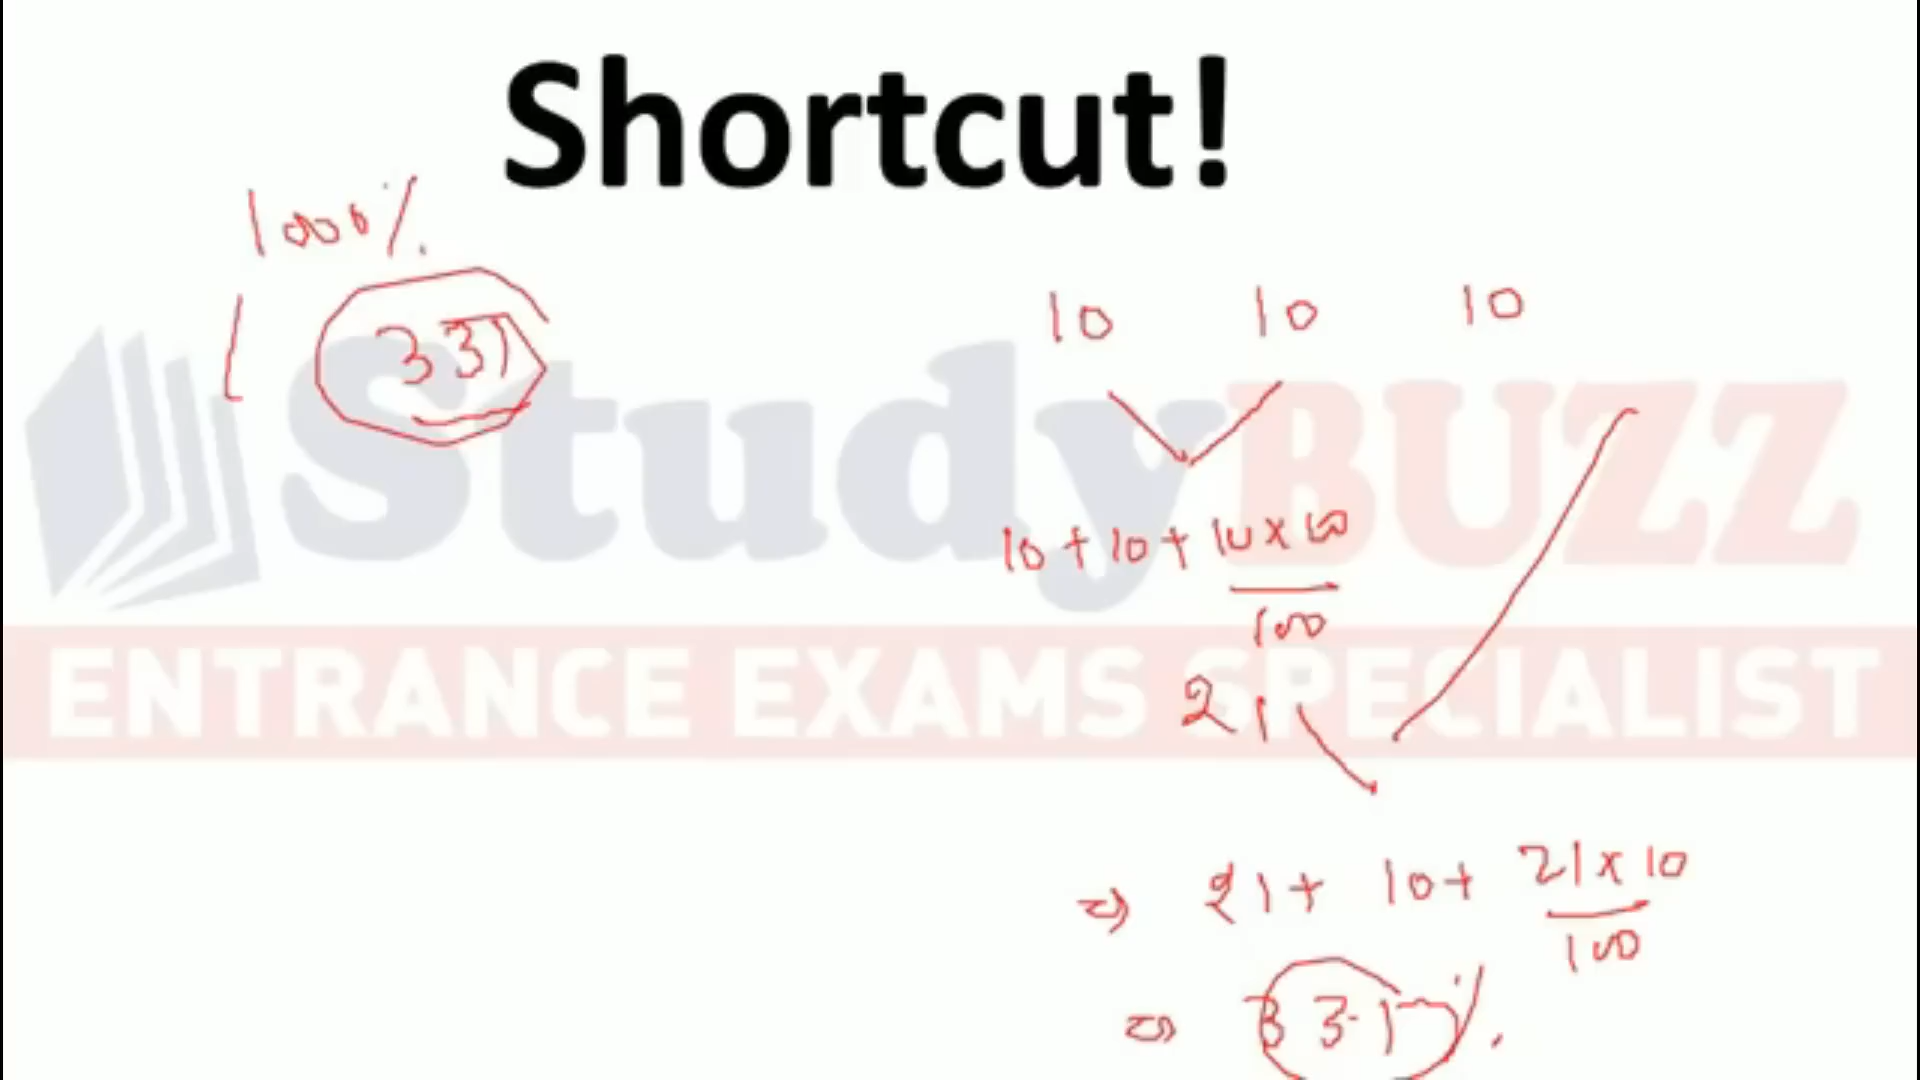 Shortcut!
1000%
1 331
10 10 10
10 + 10 + 10 x 10
100
21
⇒ 21 + 10 + 21 x 10
100
⇒ 33.1%
StudyBUZZ
ENTRANCE EXAMS SPECIALIST